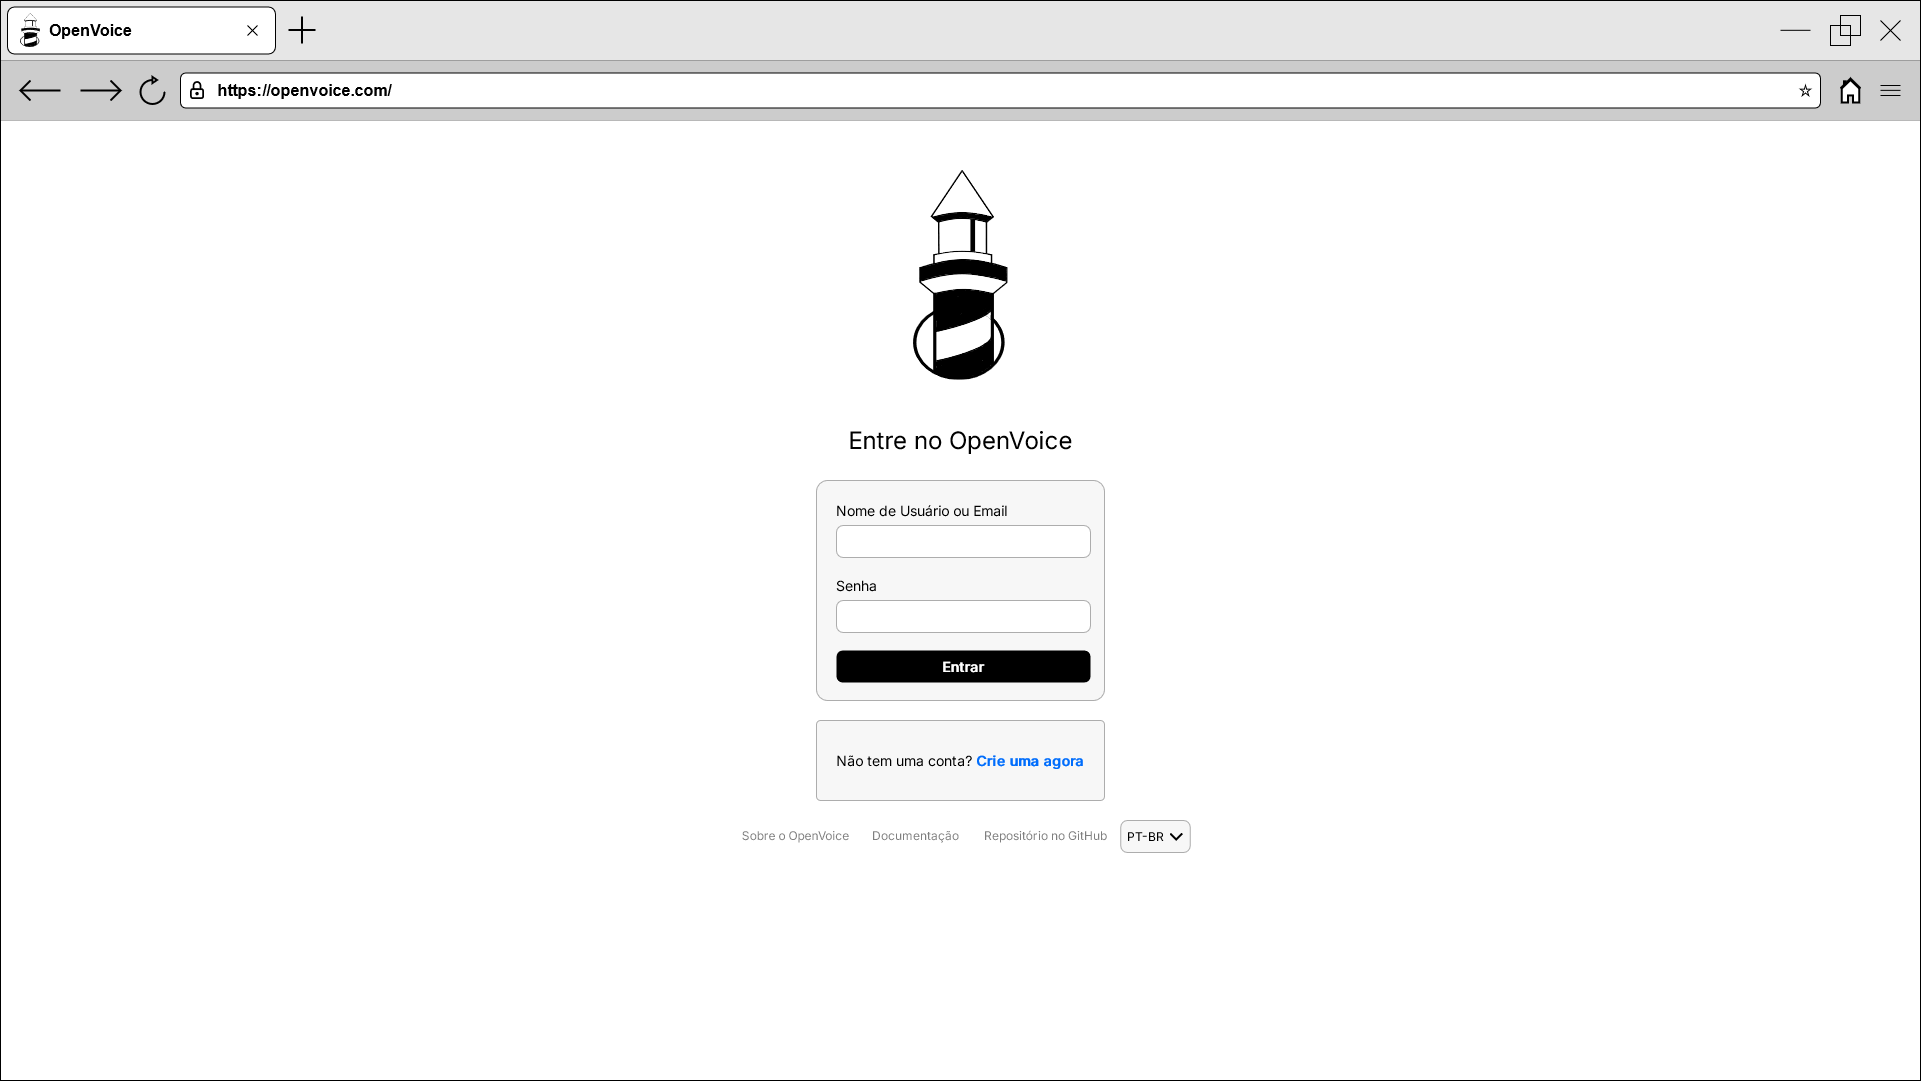 OpenVoice
https://openvoice.com/
Entre no OpenVoice
Nome de Usuário ou Email
Senha
Entrar
Não tem uma conta? Crie uma agora
Sobre o OpenVoice Documentação Repositório no GitHub PT-BR